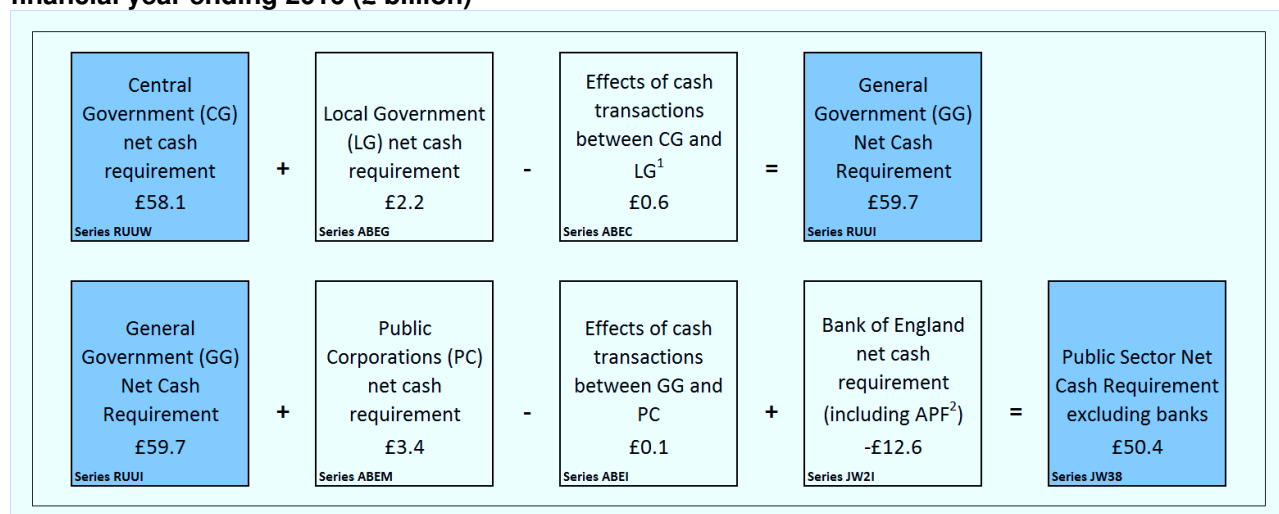 Central
Government (CG)
net cash
requirement
£58.1
Series RUUW
+
Local Government
(LG) net cash
requirement
£2.2
Series ABEG
-
Effects of cash
transactions
between CG and
LG¹
£0.6
Series ABEC
=
General
Government (GG)
Net Cash
Requirement
£59.7
Series RUUI
General
Government (GG)
Net Cash
Requirement
£59.7
Series RUUI
+
Public
Corporations (PC)
net cash
requirement
£3.4
Series ABEM
-
Effects of cash
transactions
between GG and
PC
£0.1
Series ABEI
+
Bank of England
net cash
requirement
(including APF²)
-£12.6
Series JW2I
=
Public Sector Net
Cash Requirement
excluding banks
£50.4
Series JW38